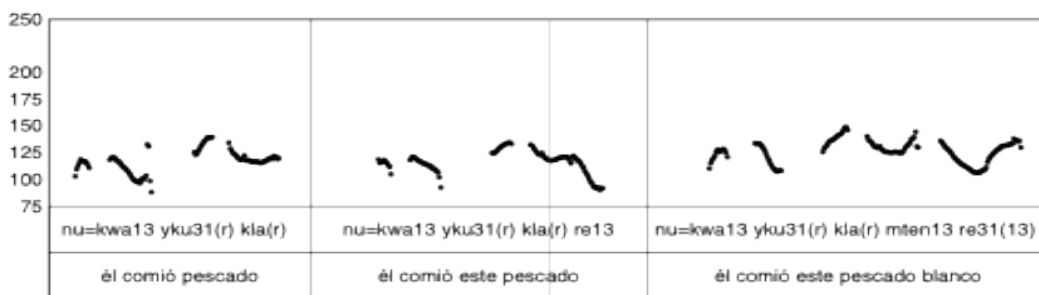 250
200
175
150
125
100
75
nu=kwa13 yku31(r) kla(r)
nu=kwa13 yku31(r) kla(r) re13
nu=kwa13 yku31(r) kla(r) mten13 re31(13)
él comió pescado
él comió este pescado
él comió este pescado blanco